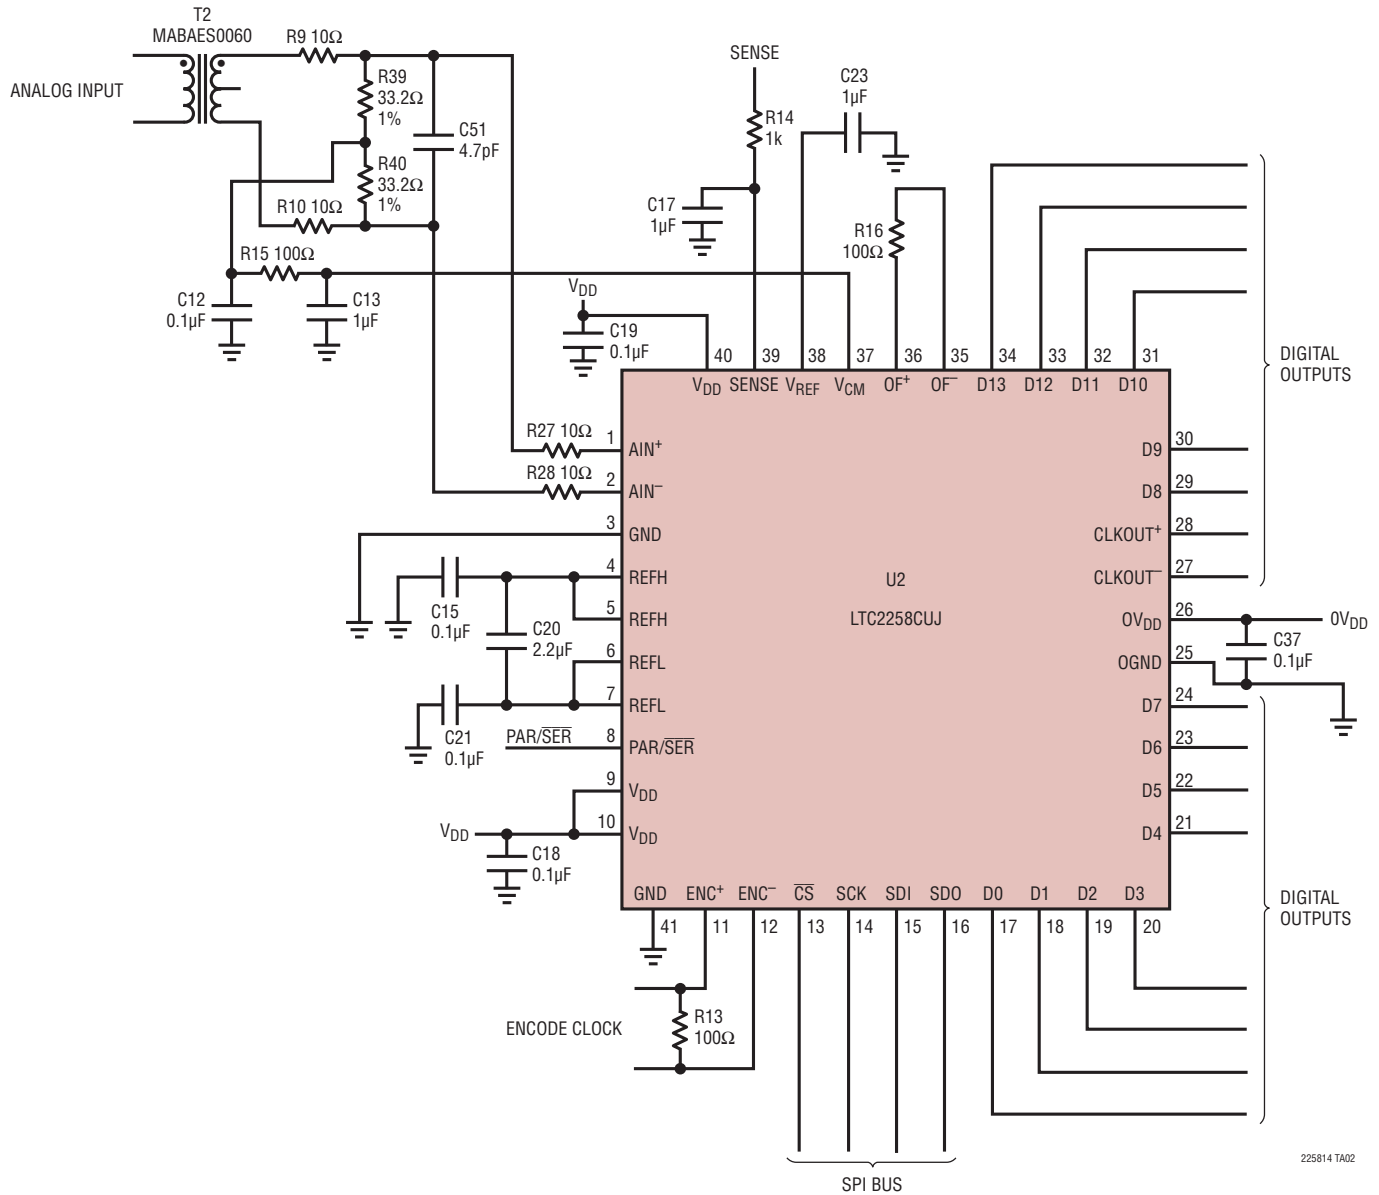 T2
MABAES0060
ANALOG INPUT
R9 10Ω
R39
33.2Ω
1%
R40
33.2Ω
1%
C51
4.7pF
R10 10Ω
R15 100Ω
C12
0.1µF
C13
1µF
SENSE
R14
1k
C17
1µF
C23
1µF
R16
100Ω
VDD
C19
0.1µF
40
39
38
37
36
35
34
33
32
31
VDD
SENSE
VREF
VCM
OF+
OF–
D13
D12
D11
D10
DIGITAL
OUTPUTS
R27 10Ω
1
AIN+
R28 10Ω
2
AIN–
3
GND
4
REFH
5
REFH
6
REFL
7
REFL
C15
0.1µF
C20
2.2µF
C21
0.1µF
PAR/SER
8
PAR/SER
9
VDD
VDD
10
VDD
C18
0.1µF
U2
LTC2258CUJ
D9
30
D8
29
CLKOUT+
28
CLKOUT–
27
OVDD
26
0VDD
C37
0.1µF
OGND
25
D7
24
D6
23
D5
22
D4
21
GND
ENC+
ENC–
CS
SCK
SDI
SDO
D0
D1
D2
D3
41
11
12
13
14
15
16
17
18
19
20
DIGITAL
OUTPUTS
ENCODE CLOCK
R13
100Ω
SPI BUS
225814 TA02